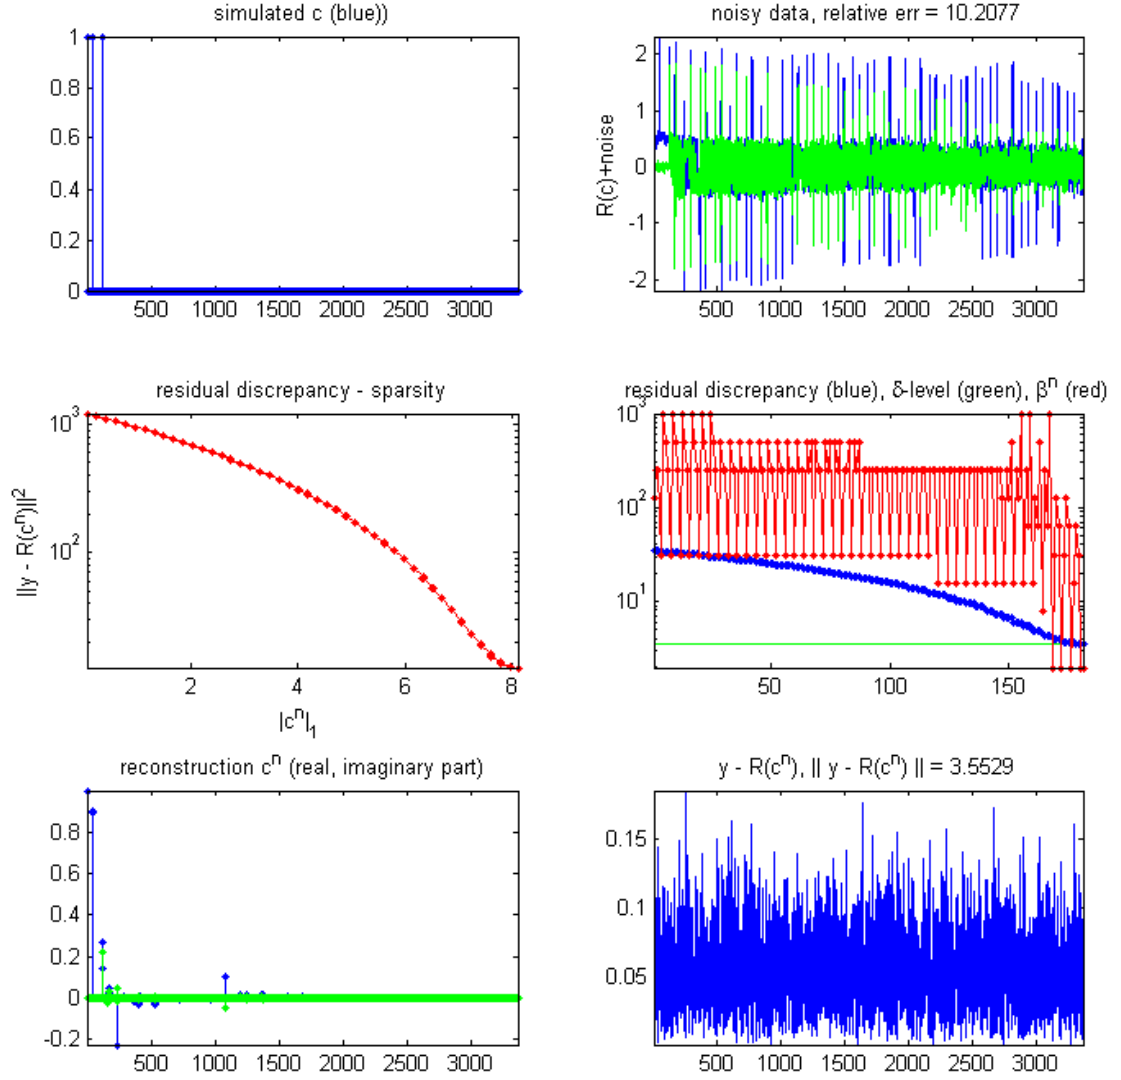 simulated c (blue))
1
0.8
0.6
0.4
0.2
0
500 1000 1500 2000 2500 3000
noisy data, relative err = 10.2077
R(c)+noise
2
1
0
-1
-2
500 1000 1500 2000 2500 3000
residual discrepancy - sparsity
||y - R(cⁿ)||²
10³
10²
2 4 6 8
|cⁿ|₁
residual discrepancy (blue), δ-level (green), βⁿ (red)
10³
10²
10¹
50 100 150
reconstruction cⁿ (real, imaginary part)
0.8
0.6
0.4
0.2
0
-0.2
500 1000 1500 2000 2500 3000
y - R(cⁿ), || y - R(cⁿ) || = 3.5529
0.15
0.1
0.05
500 1000 1500 2000 2500 3000